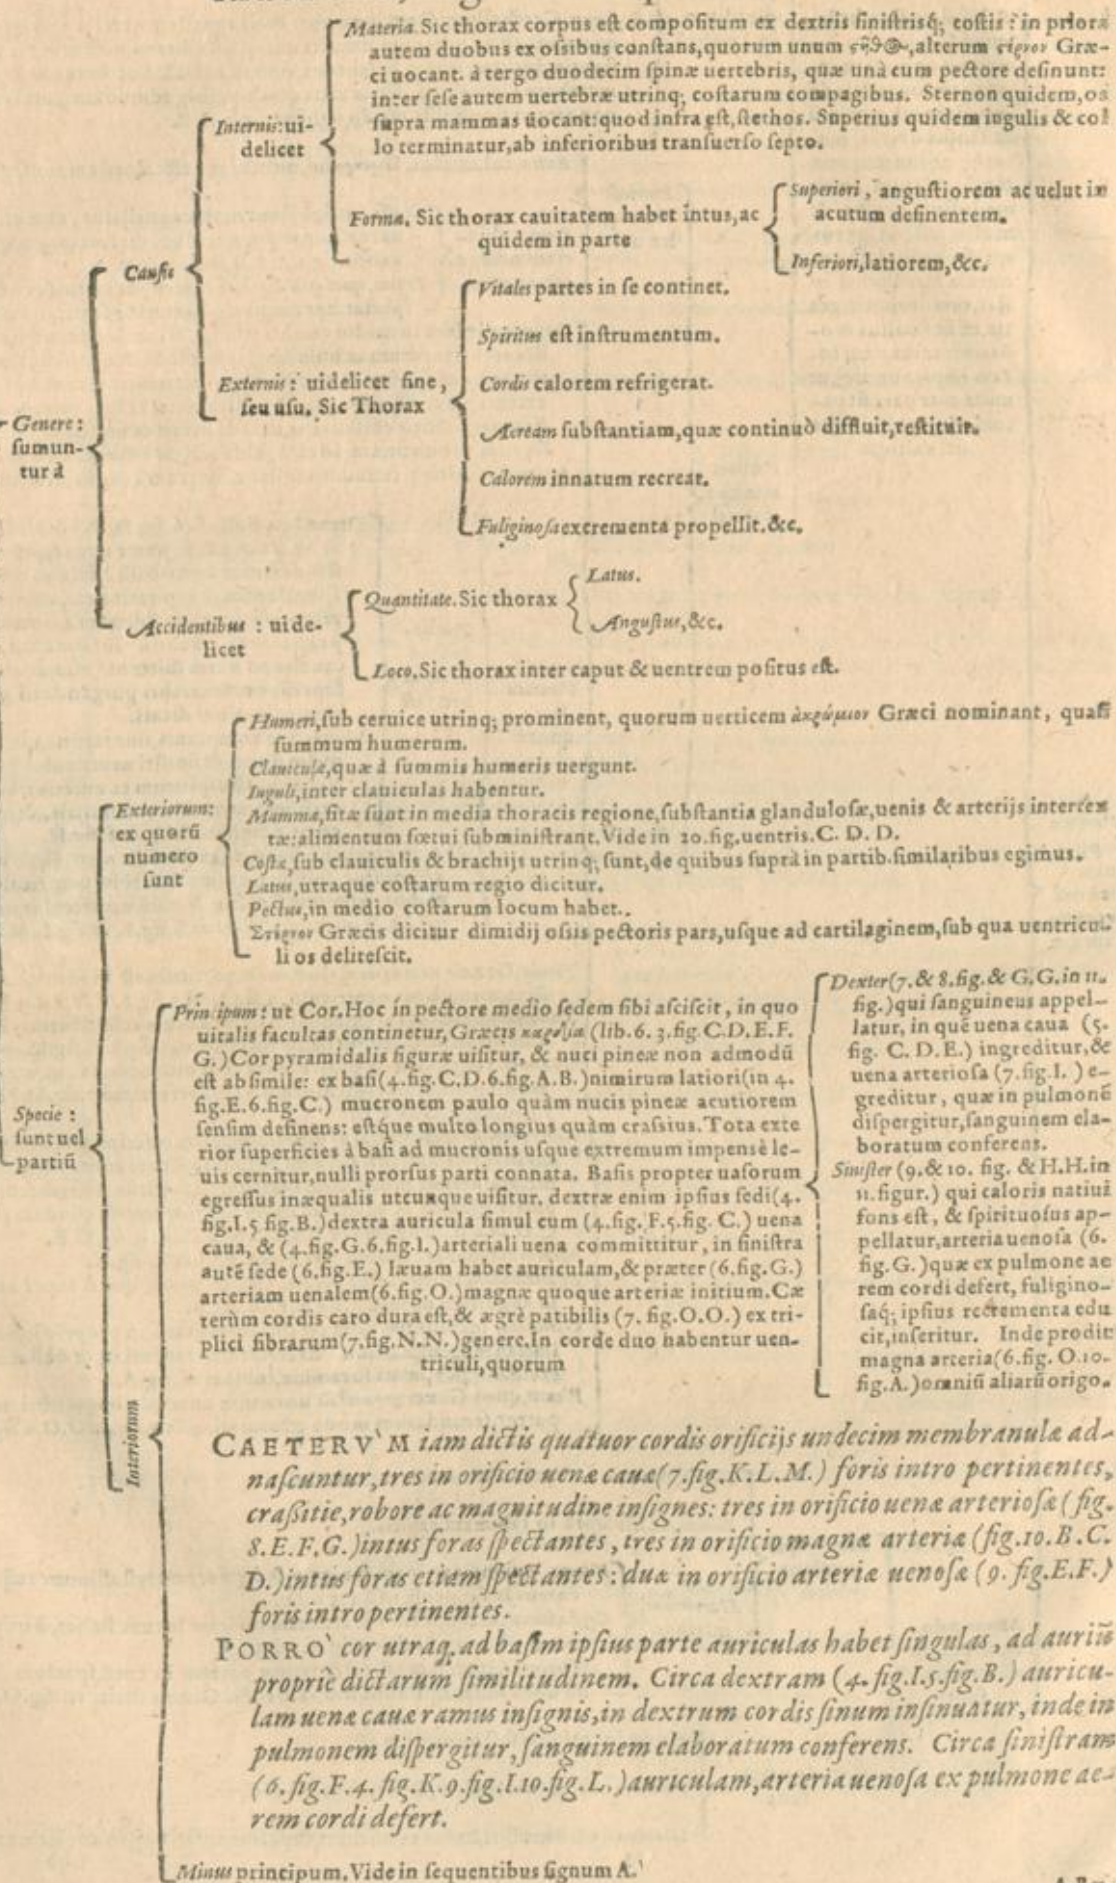 Materia. Sic thorax corpus est compositum ex dextris sinistrisq; costis: in priora
autem duobus ex ossibus constans, quorum unum στῆθος, alterum στέρνον Græ-
ci uocant. à tergo duodecim spinæ uertebris, quæ unà cum pectore desinunt:
inter sese autem uertebræ utrinq; costarum compagibus. Sternon quidem, os
supra mammas uocant: quod infra est, stethos. Superius quidem iugulis & col
lo terminatur, ab inferioribus transuerso septo.
Internis: ui-
delicet
Forma. Sic thorax cauitatem habet intus, ac
quidem in parte
Superiori, angustiorem ac uelut in
acutum desinentem.
Inferiori, latiorem, &c.
Causis
Vitales partes in se continet.
Spiritus est instrumentum.
Cordis calorem refrigerat.
Externis: uidelicet fine,
seu usu. Sic Thorax
Aeream substantiam, quæ continuò diffluit, restituit.
Calorem innatum recreat.
Fuliginosa excrementa propellit. &c.
Genere:
sumun-
tur à
Accidentibus: uide-
licet
Quantitate. Sic thorax
Latus.
Angustus, &c.
Loco. Sic thorax inter caput & uentrem positus est.
Humeri, sub ceruice utrinq; prominent, quorum uerticem ἀκρώμιον Græci nominant, quasi
summum humerum.
Clauiculæ, quæ à summis humeris uergunt.
Iuguli, inter clauiculas habentur.
Exteriorum:
ex quorũ
numero
sunt
Mammæ, sitæ sunt in media thoracis regione, substantia glandulosæ, uenis & arterijs intertex
tæ: alimentum fœtui subministrant. Vide in 20. fig. uentris. C. D. D.
Costæ, sub clauiculis & brachijs utrinq; sunt, de quibus suprà in partib. similaribus egimus.
Latus, utraque costarum regio dicitur.
Pectus, in medio costarum locum habet.
Στέρνον Græcis dicitur dimidij ossis pectoris pars, usque ad cartilaginem, sub qua uentricu-
li os delitescit.
Specie:
sunt uel
partiũ
Interiorum
Principum: ut Cor. Hoc in pectore medio sedem sibi asciscit, in quo
uitalis facultas continetur, Græcis καρδία (lib. 6. 3. fig. C. D. E. F.
G.) Cor pyramidalis figuræ uisitur, & nuci pineæ non admodũ
est absimile: ex basi (4. fig. C. D. 6. fig. A. B.) nimirum latiori (in 4.
fig. E. 6. fig. C.) mucronem paulo quàm nucis pineæ acutiorem
sensim desinens: estque multo longius quàm crassius. Tota exte
rior superficies à basi ad mucronis usque extremum impensè le-
uis cernitur, nulli prorsus parti connata. Basis propter uasorum
egressus inæqualis utcunque uisitur. dextræ enim ipsius sedi (4.
fig. I. 5 fig. B.) dextra auricula simul cum (4. fig. F. 5. fig. C.) uena
caua, & (4. fig. G. 6. fig. I.) arteriali uena committitur, in sinistra
autẽ sede (6. fig. E.) læuam habet auriculam, & præter (6. fig. G.)
arteriam uenalem (6. fig. O.) magnæ quoque arteriæ initium. Cæ
terùm cordis caro dura est, & ægrè patibilis (7. fig. O. O.) ex tri-
plici fibrarum (7. fig. N. N.) genere. In corde duo habentur uen-
triculi, quorum
Dexter (7. & 8. fig. & G. G. in 11.
fig.) qui sanguineus appel-
latur, in quẽ uena caua (5.
fig. C. D. E.) ingreditur, &
uena arteriosa (7. fig. I.) e-
greditur, quæ in pulmonẽ
dispergitur, sanguinem ela-
boratum conferens.
Sinister (9. & 10. fig. & H. H. in
11. figur.) qui caloris natiui
fons est, & spirituosus ap-
pellatur, arteria uenosa (6.
fig. G.) quæ ex pulmone ae
rem cordi defert, fuligino-
saq; ipsius recrementa edu
cit, inseritur. Inde prodit
magna arteria (6. fig. O. 10.
fig. A.) omniũ aliarũ origo.
CAETERV`M iam dictis quatuor cordis orificijs undecim membranulæ ad-
nascuntur, tres in orificio uenæ cauæ (7. fig. K. L. M.) foris intro pertinentes,
crassitie, robore ac magnitudine insignes: tres in orificio uenæ arteriosæ (fig.
8. E. F. G.) intus foras spectantes, tres in orificio magnæ arteriæ (fig. 10. B. C.
D.) intus foras etiam spectantes: duæ in orificio arteriæ uenosæ (9. fig. E. F.)
foris intro pertinentes.
PORRO` cor utraq; ad basim ipsius parte auriculas habet singulas, ad auriũ
propriè dictarum similitudinem. Circa dextram (4. fig. I. 5. fig. B.) auricu-
lam uenæ cauæ ramus insignis, in dextrum cordis sinum insinuatur, inde in
pulmonem dispergitur, sanguinem elaboratum conferens. Circa sinistram
(6. fig. F. 4. fig. K. 9. fig. I. 10. fig. L.) auriculam, arteria uenosa ex pulmone ae-
rem cordi defert.
Minus principum. Vide in sequentibus signum A.